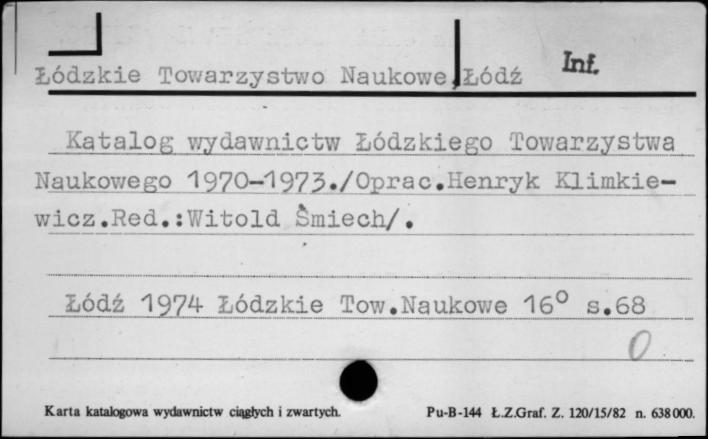 Łódzkie Towarzystwo Naukowe,Łódź Inf.
Katalog wydawnictw Łódzkiego Towarzystwa
Naukowego 1970-1973./Oprac.Henryk Klimkie-
wicz.Red.:Witold Śmiech/.
Łódź 1974 Łódzkie Tow.Naukowe 16° s.68
0
Karta katalogowa wydawnictw ciągłych i zwartych. Pu-B-144 Ł.Z.Graf. Z. 120/15/82 n. 638000.